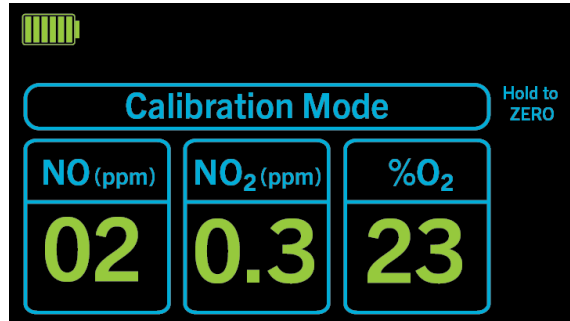 Calibration Mode
Hold to
ZERO
NO (ppm)
NO₂ (ppm)
%O₂
02
0.3
23